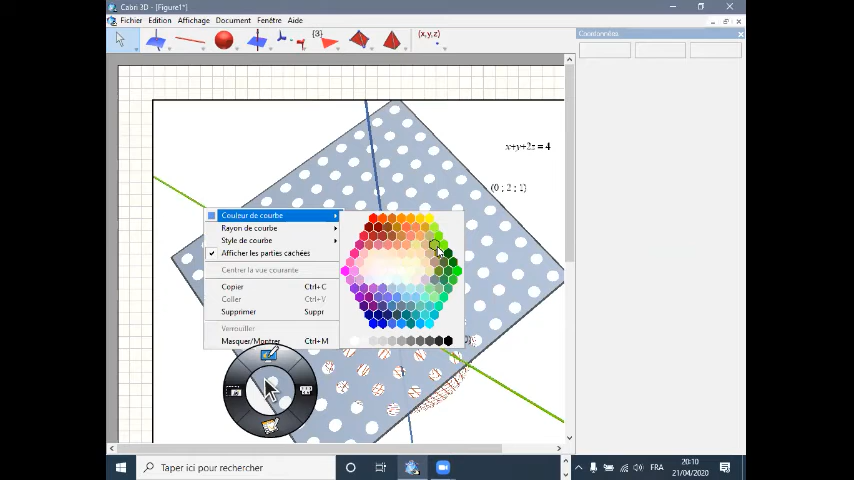 Cabri 3D - [Figure1*]
Fichier Edition Affichage Document Fenêtre Aide
{3} (x,y,z)
Coordonnées
x+y+2z = 4
(0 ; 2 ; 1)
Couleur de courbe
Rayon de courbe
Style de courbe
Afficher les parties cachées
Centrer la vue courante
Copier Ctrl+C
Coller Ctrl+V
Supprimer Suppr
Verrouiller
Masquer/Montrer Ctrl+M
Taper ici pour rechercher
FRA
20:10
21/04/2020